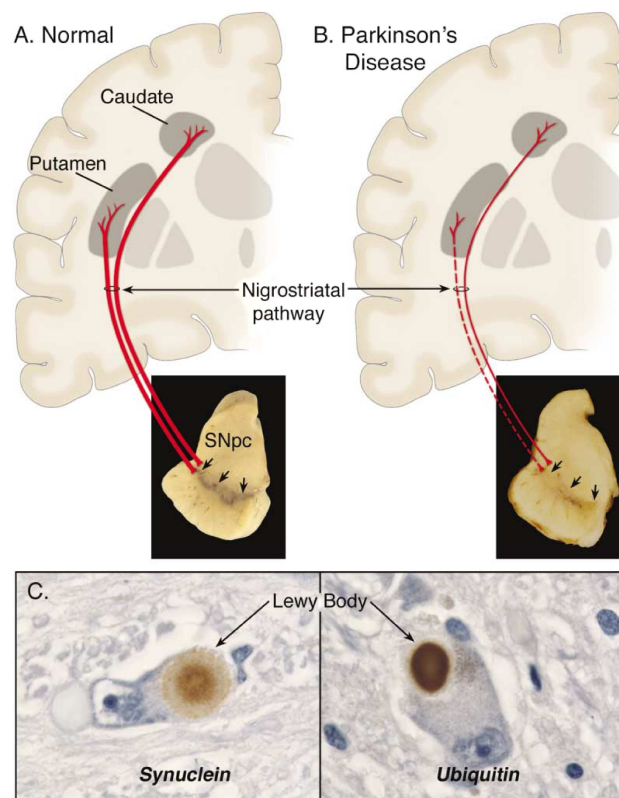 A. Normal
B. Parkinson's
Disease
Caudate
Putamen
Nigrostriatal
pathway
SNpc
C.
Lewy Body
Synuclein
Ubiquitin